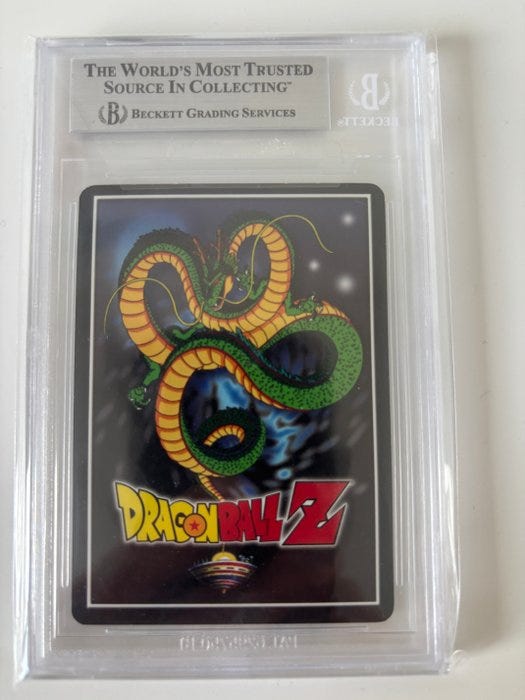 THE WORLD'S MOST TRUSTED
SOURCE IN COLLECTING™
B BECKETT GRADING SERVICES
B
BECKETT
DRAGON BALL Z